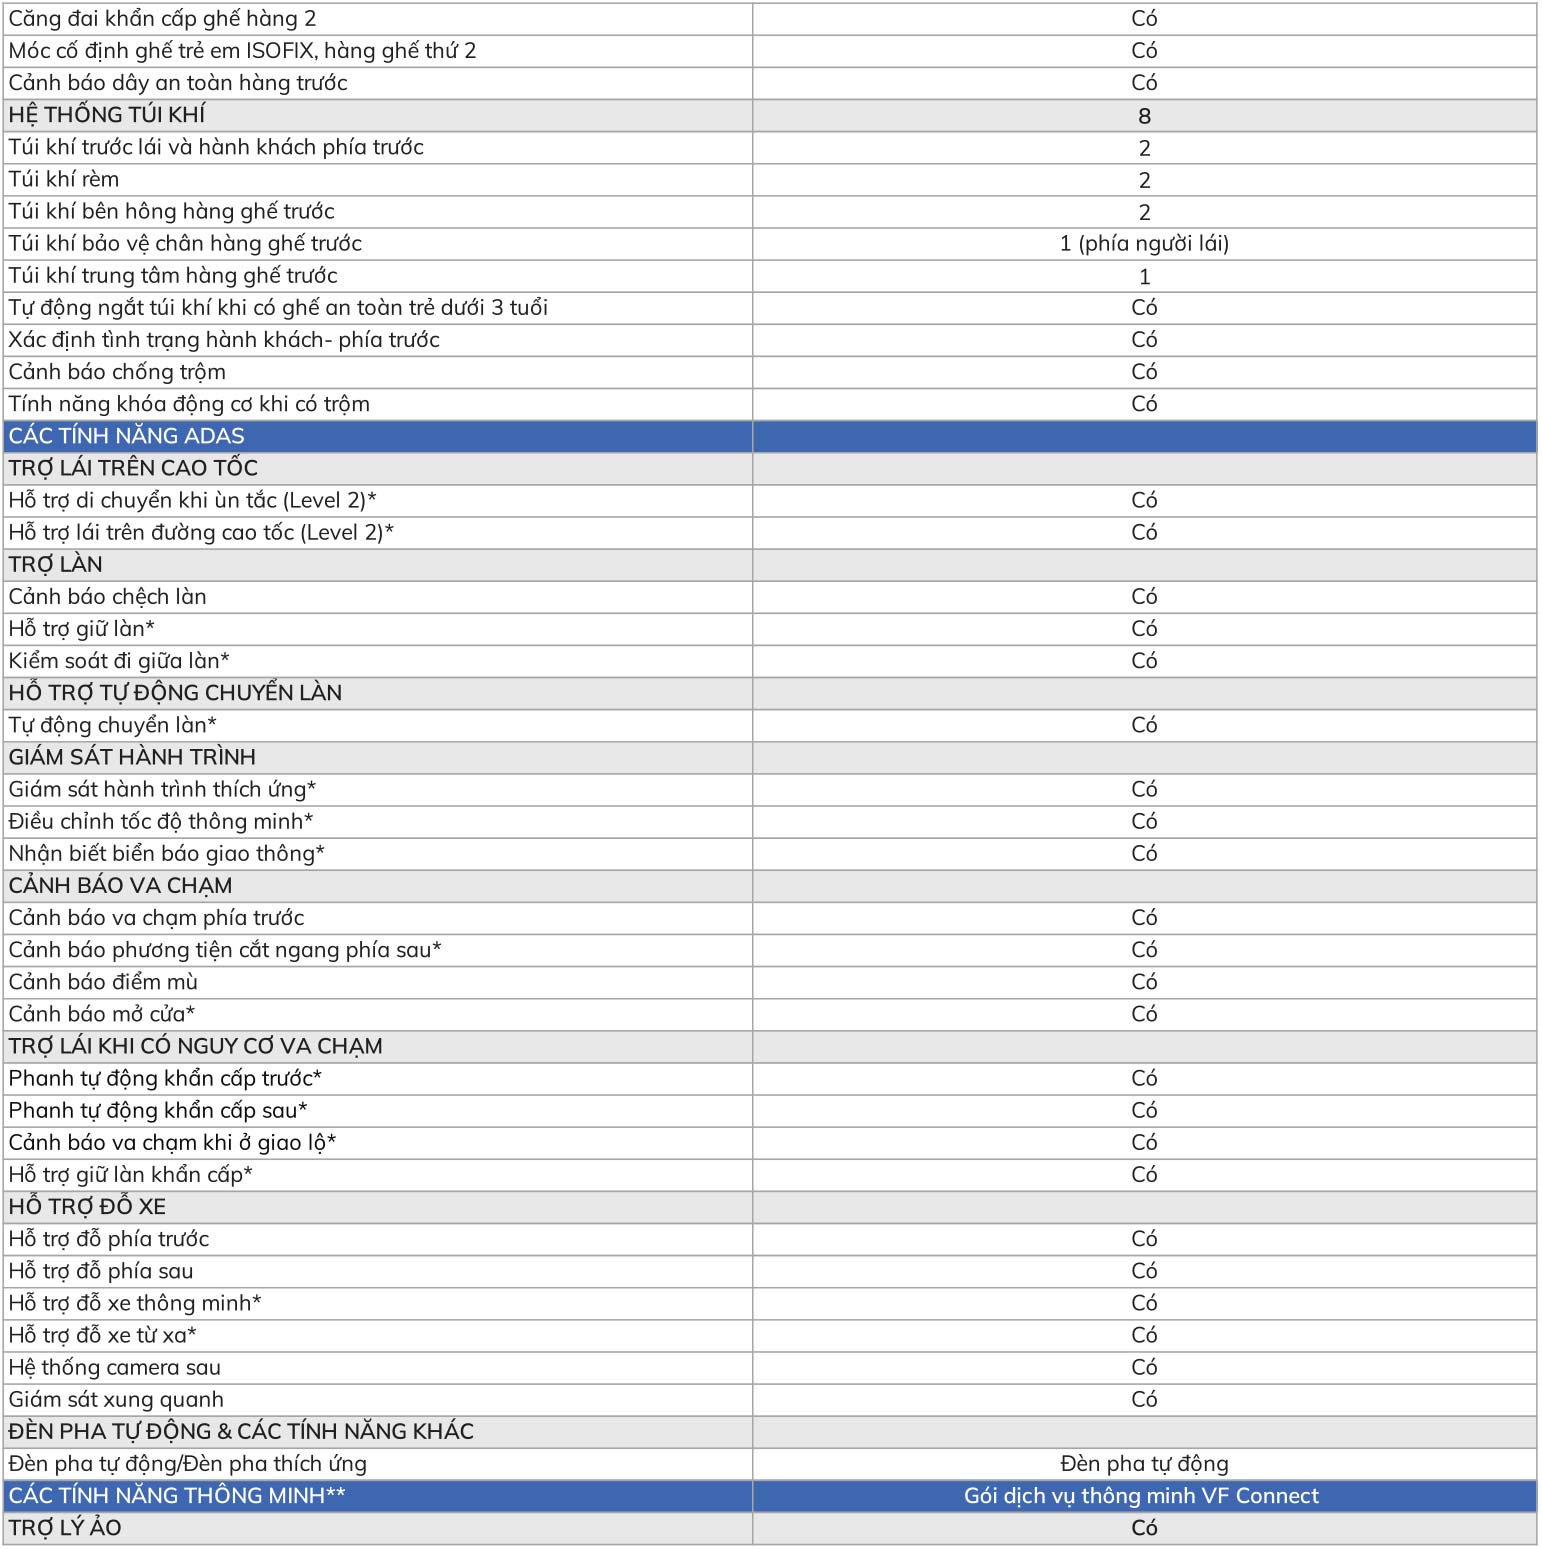 Căng đai khẩn cấp ghế hàng 2 Có
Móc cố định ghế trẻ em ISOFIX, hàng ghế thứ 2 Có
Cảnh báo dây an toàn hàng trước Có
HỆ THỐNG TÚI KHÍ 8
Túi khí trước lái và hành khách phía trước 2
Túi khí rèm 2
Túi khí bên hông hàng ghế trước 2
Túi khí bảo vệ chân hàng ghế trước 1 (phía người lái)
Túi khí trung tâm hàng ghế trước 1
Tự động ngắt túi khí khi có ghế an toàn trẻ dưới 3 tuổi Có
Xác định tình trạng hành khách- phía trước Có
Cảnh báo chống trộm Có
Tính năng khóa động cơ khi có trộm Có
CÁC TÍNH NĂNG ADAS
TRỢ LÁI TRÊN CAO TỐC
Hỗ trợ di chuyển khi ùn tắc (Level 2)* Có
Hỗ trợ lái trên đường cao tốc (Level 2)* Có
TRỢ LÀN
Cảnh báo chệch làn Có
Hỗ trợ giữ làn* Có
Kiểm soát đi giữa làn* Có
HỖ TRỢ TỰ ĐỘNG CHUYỂN LÀN
Tự động chuyển làn* Có
GIÁM SÁT HÀNH TRÌNH
Giám sát hành trình thích ứng* Có
Điều chỉnh tốc độ thông minh* Có
Nhận biết biển báo giao thông* Có
CẢNH BÁO VA CHẠM
Cảnh báo va chạm phía trước Có
Cảnh báo phương tiện cắt ngang phía sau* Có
Cảnh báo điểm mù Có
Cảnh báo mở cửa* Có
TRỢ LÁI KHI CÓ NGUY CƠ VA CHẠM
Phanh tự động khẩn cấp trước* Có
Phanh tự động khẩn cấp sau* Có
Cảnh báo va chạm khi ở giao lộ* Có
Hỗ trợ giữ làn khẩn cấp* Có
HỖ TRỢ ĐỖ XE
Hỗ trợ đỗ phía trước Có
Hỗ trợ đỗ phía sau Có
Hỗ trợ đỗ xe thông minh* Có
Hỗ trợ đỗ xe từ xa* Có
Hệ thống camera sau Có
Giám sát xung quanh Có
ĐÈN PHA TỰ ĐỘNG & CÁC TÍNH NĂNG KHÁC
Đèn pha tự động/Đèn pha thích ứng Đèn pha tự động
CÁC TÍNH NĂNG THÔNG MINH** Gói dịch vụ thông minh VF Connect
TRỢ LÝ ẢO Có